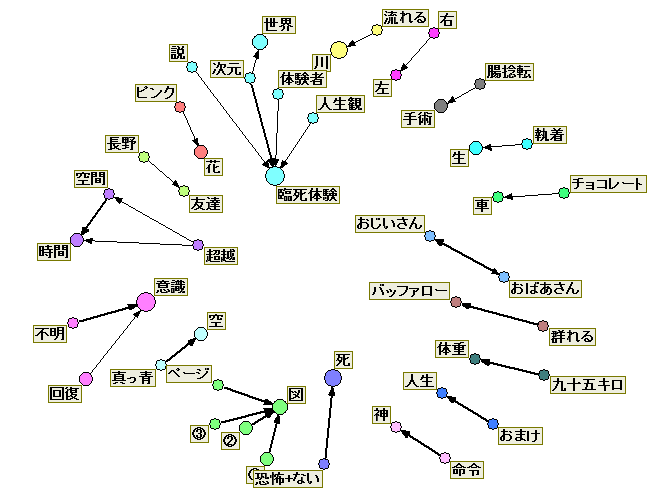 流れる
右
世界
説
次元
川
体験者
腸捻転
左
ピンク
人生観
手術
長野
花
執着
生
空間
臨死体験
友達
チョコレート
車
おじいさん
時間
超越
意識
バッファロー
おばあさん
空
不明
群れる
体重
死
真っ青
ページ
人生
九十五キロ
回復
図
神
③
②
おまけ
恐怖+ない
命令